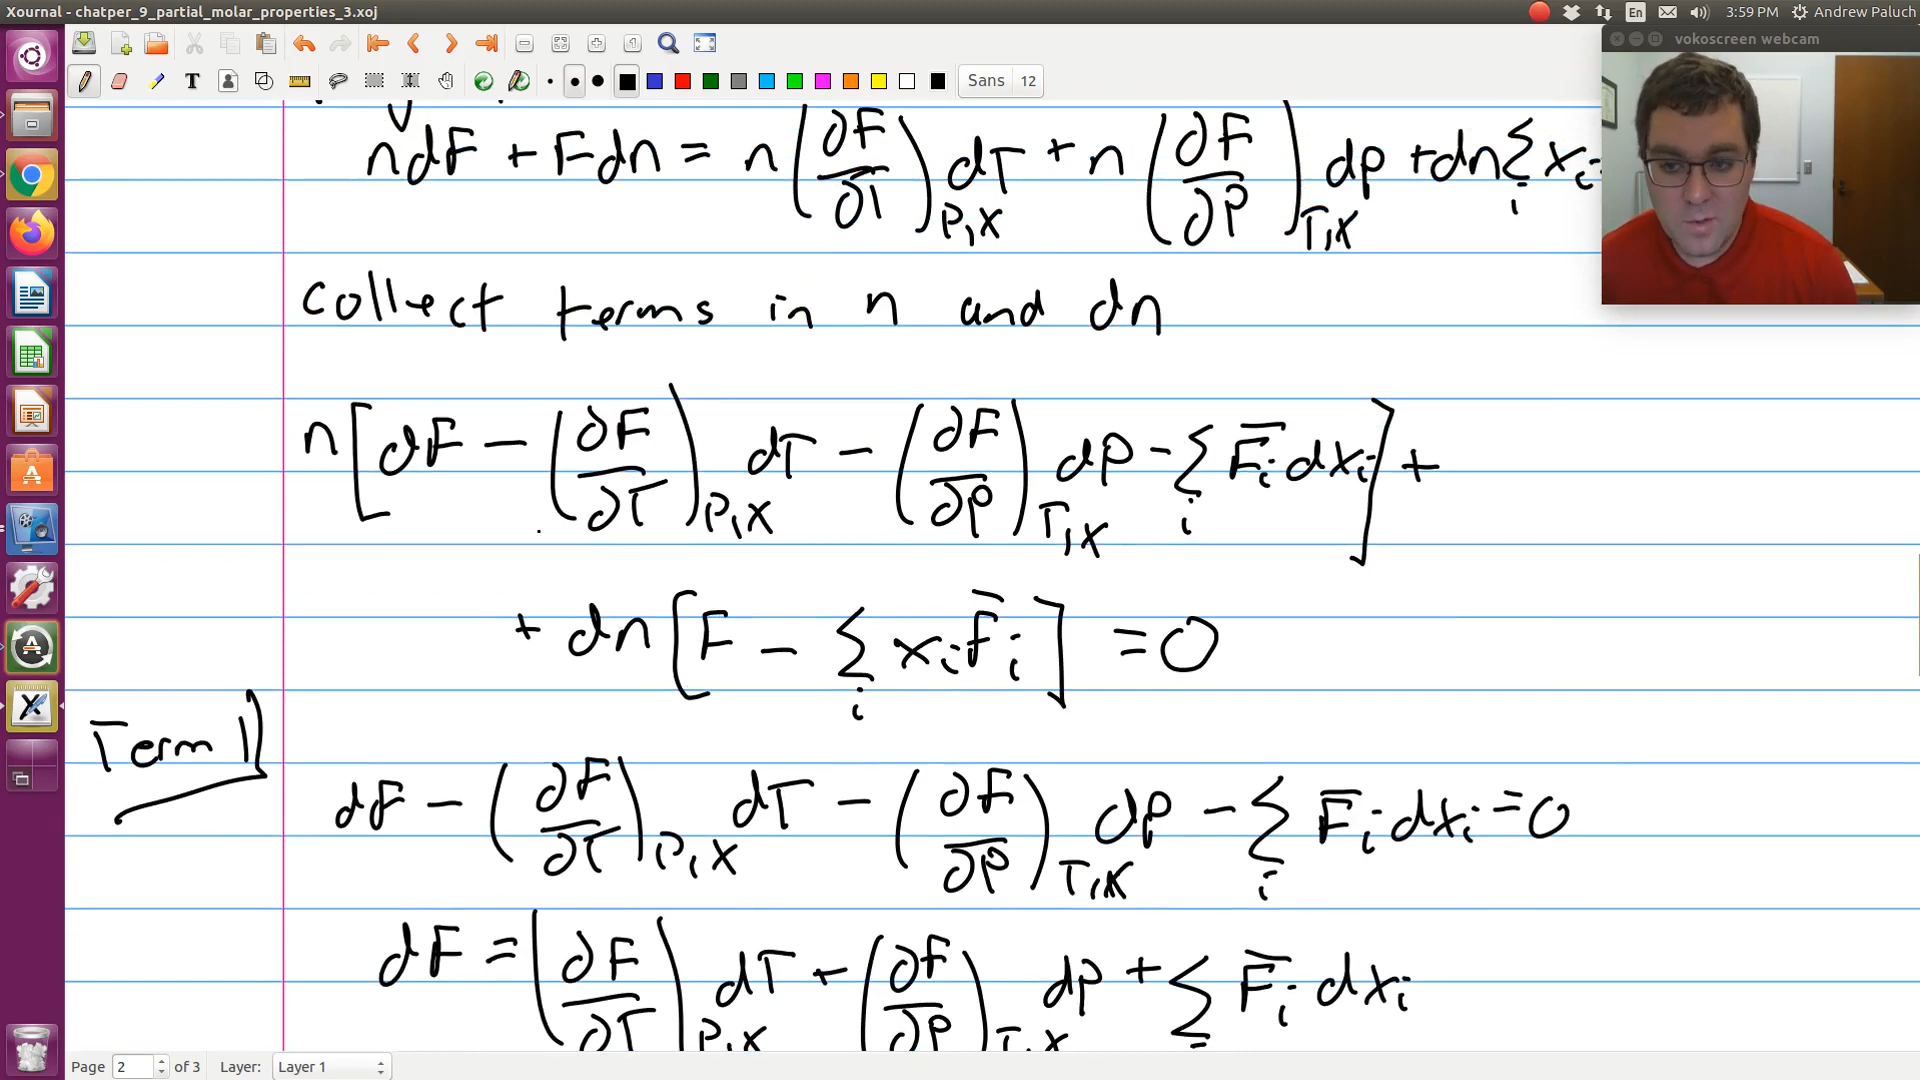 Xournal - chatper_9_partial_molar_properties_3.xoj
En
3:59 PM
Andrew Paluch
vokoscreen webcam
T
Sans 12
ndF + Fdn = n(∂F/∂T)P,x dT + n(∂F/∂P)T,x dP + dn Σi xi
collect terms in n and dn
n[dF − (∂F/∂T)P,x dT − (∂F/∂P)T,x dP − Σi F̄i dxi] +
+ dn[F − Σi xi F̄i] = 0
Term 1
dF − (∂F/∂T)P,x dT − (∂F/∂P)T,x dP − Σi F̄i dxi = 0
dF = (∂F/∂T)P,x dT + (∂F/∂P)T,x dP + Σ F̄i dxi
Page 2 of 3 Layer: Layer 1